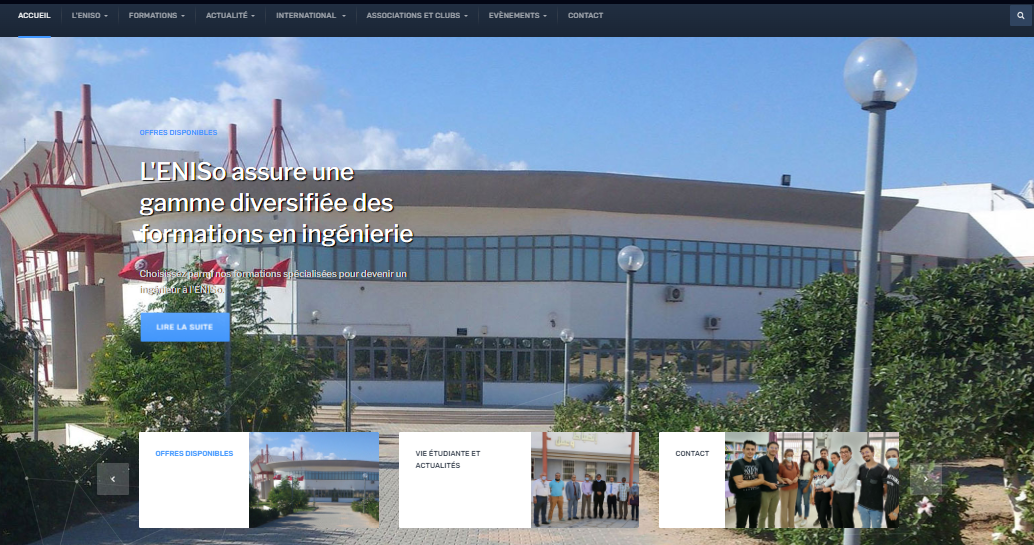 ACCUEIL
L'ENISO
FORMATIONS
ACTUALITÉ
INTERNATIONAL
ASSOCIATIONS ET CLUBS
EVÈNEMENTS
CONTACT
OFFRES DISPONIBLES
L'ENISo assure une
gamme diversifiée des
formations en ingénierie
Choisissez parmi nos formations spécialisées pour devenir un
ingénieur à l'ENISo.
LIRE LA SUITE
OFFRES DISPONIBLES
VIE ÉTUDIANTE ET
ACTUALITÉS
CONTACT